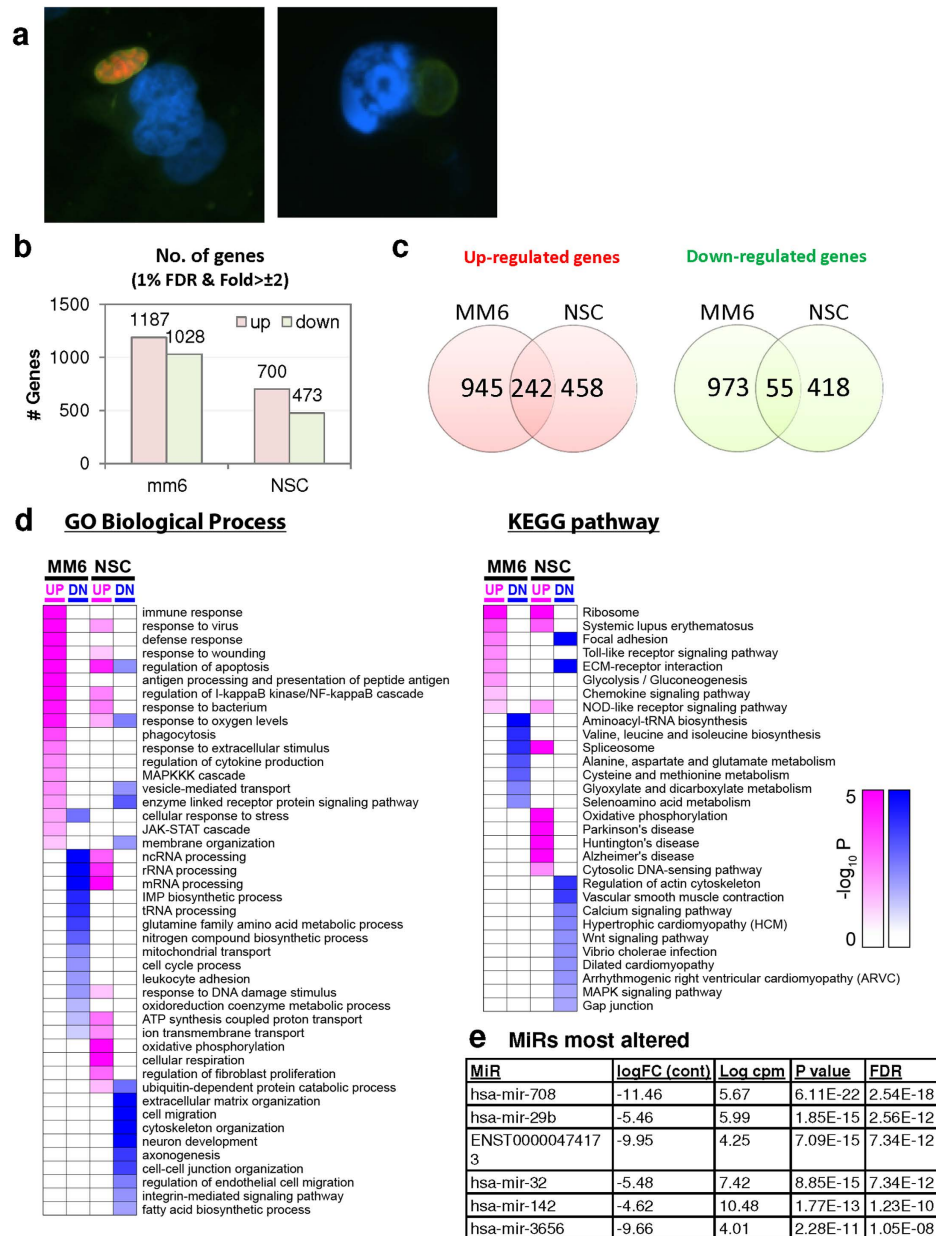 a
b
No. of genes
(1% FDR & Fold>±2)
1500
1000
500
0
# Genes
1187
1028
700
473
up
down
mm6
NSC
c
Up-regulated genes
Down-regulated genes
MM6
NSC
945
242
458
MM6
NSC
973
55
418
d
GO Biological Process
MM6 NSC
UP DN UP DN
immune response
response to virus
defense response
response to wounding
regulation of apoptosis
antigen processing and presentation of peptide antigen
regulation of I-kappaB kinase/NF-kappaB cascade
response to bacterium
response to oxygen levels
phagocytosis
response to extracellular stimulus
regulation of cytokine production
MAPKKK cascade
vesicle-mediated transport
enzyme linked receptor protein signaling pathway
cellular response to stress
JAK-STAT cascade
membrane organization
ncRNA processing
rRNA processing
mRNA processing
IMP biosynthetic process
tRNA processing
glutamine family amino acid metabolic process
nitrogen compound biosynthetic process
mitochondrial transport
cell cycle process
leukocyte adhesion
response to DNA damage stimulus
oxidoreduction coenzyme metabolic process
ATP synthesis coupled proton transport
ion transmembrane transport
oxidative phosphorylation
cellular respiration
regulation of fibroblast proliferation
ubiquitin-dependent protein catabolic process
extracellular matrix organization
cell migration
cytoskeleton organization
neuron development
axonogenesis
cell-cell junction organization
regulation of endothelial cell migration
integrin-mediated signaling pathway
fatty acid biosynthetic process
KEGG pathway
MM6 NSC
UP DN UP DN
Ribosome
Systemic lupus erythematosus
Focal adhesion
Toll-like receptor signaling pathway
ECM-receptor interaction
Glycolysis / Gluconeogenesis
Chemokine signaling pathway
NOD-like receptor signaling pathway
Aminoacyl-tRNA biosynthesis
Valine, leucine and isoleucine biosynthesis
Spliceosome
Alanine, aspartate and glutamate metabolism
Cysteine and methionine metabolism
Glyoxylate and dicarboxylate metabolism
Selenoamino acid metabolism
Oxidative phosphorylation
Parkinson's disease
Huntington's disease
Alzheimer's disease
Cytosolic DNA-sensing pathway
Regulation of actin cytoskeleton
Vascular smooth muscle contraction
Calcium signaling pathway
Hypertrophic cardiomyopathy (HCM)
Wnt signaling pathway
Vibrio cholerae infection
Dilated cardiomyopathy
Arrhythmogenic right ventricular cardiomyopathy (ARVC)
MAPK signaling pathway
Gap junction
5
0
-log10 P
e MiRs most altered
MiR logFC (cont) Log cpm P value FDR
hsa-mir-708 -11.46 5.67 6.11E-22 2.54E-18
hsa-mir-29b -5.46 5.99 1.85E-15 2.56E-12
ENST0000047417 -9.95 4.25 7.09E-15 7.34E-12
3
hsa-mir-32 -5.48 7.42 8.85E-15 7.34E-12
hsa-mir-142 -4.62 10.48 1.77E-13 1.23E-10
hsa-mir-3656 -9.66 4.01 2.28E-11 1.05E-08